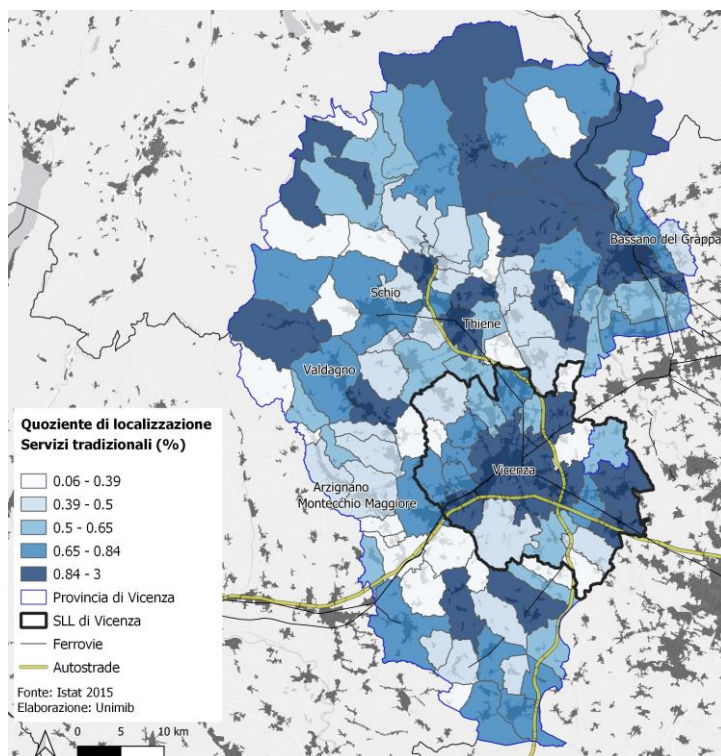 Bassano del Grappa
Schio
Thiene
Valdagno
Vicenza
Arzignano
Montecchio Maggiore
Quoziente di localizzazione
Servizi tradizionali (%)
0.06 - 0.39
0.39 - 0.5
0.5 - 0.65
0.65 - 0.84
0.84 - 3
Provincia di Vicenza
SLL di Vicenza
Ferrovie
Autostrade
Fonte: Istat 2015
Elaborazione: Unimib
0 5 10 km